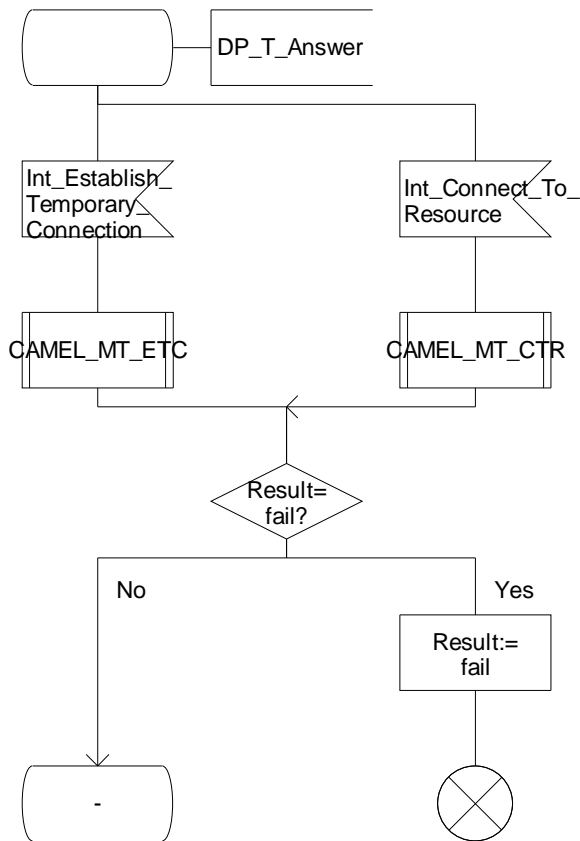 DP_T_Answer
Int_Establish_
Temporary_
Connection
Int_Connect_To_
Resource
CAMEL_MT_ETC
CAMEL_MT_CTR
Result=
fail?
No
Yes
Result:=
fail
-